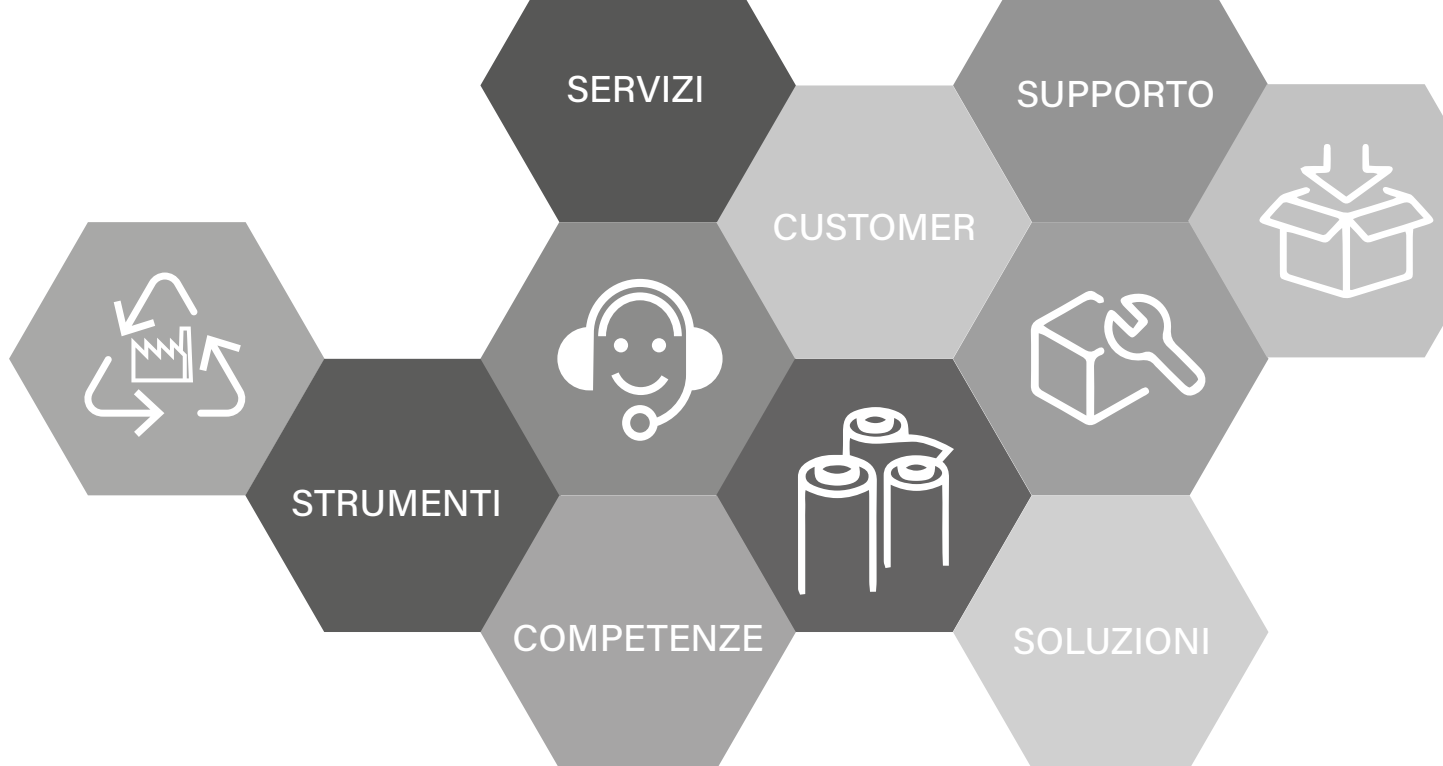 SERVIZI
SUPPORTO
CUSTOMER
STRUMENTI
COMPETENZE
SOLUZIONI